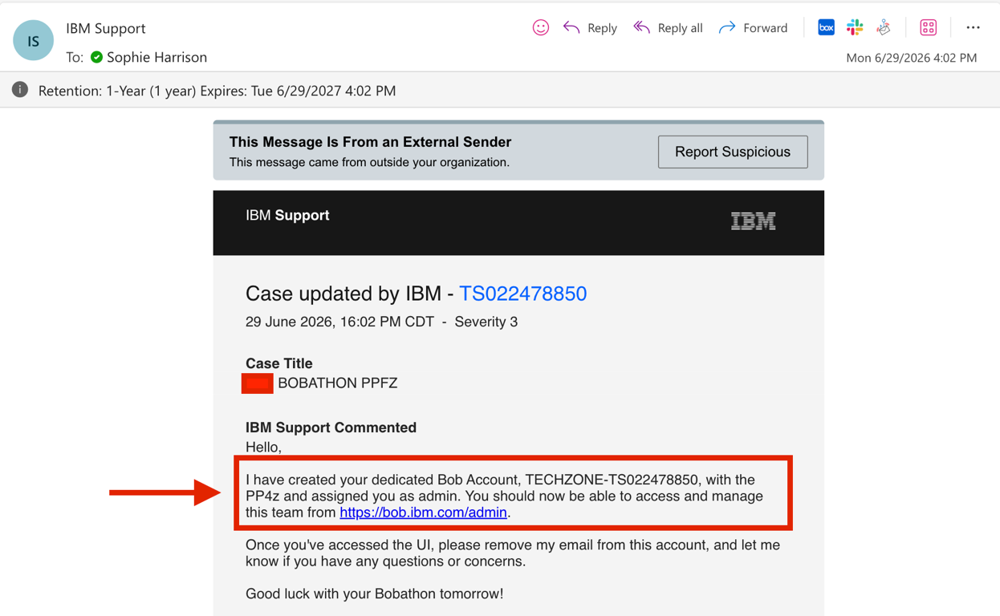 IS
IBM Support
To: Sophie Harrison
Reply
Reply all
Forward
box
Mon 6/29/2026 4:02 PM
Retention: 1-Year (1 year) Expires: Tue 6/29/2027 4:02 PM
This Message Is From an External Sender
This message came from outside your organization.
Report Suspicious
IBM Support
IBM
Case updated by IBM - TS022478850
29 June 2026, 16:02 PM CDT - Severity 3
Case Title
BOBATHON PPFZ
IBM Support Commented
Hello,
I have created your dedicated Bob Account, TECHZONE-TS022478850, with the
PP4z and assigned you as admin. You should now be able to access and manage
this team from https://bob.ibm.com/admin.
Once you've accessed the UI, please remove my email from this account, and let me
know if you have any questions or concerns.
Good luck with your Bobathon tomorrow!